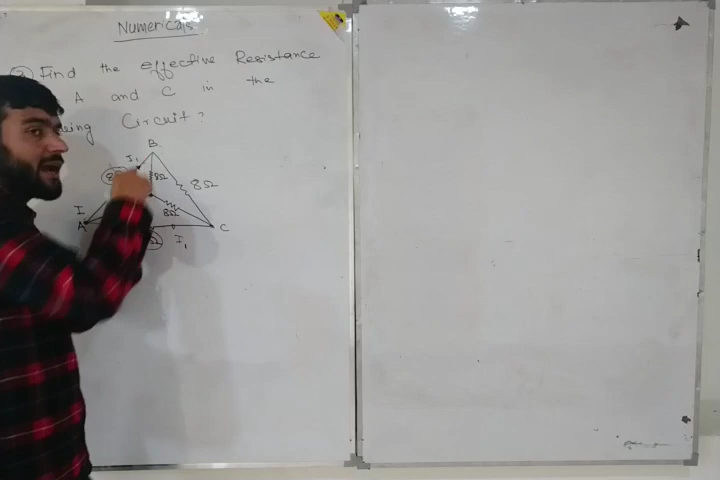 Numericals
Find the effective Resistance
A and C in the
Circuit?
B
I₁
8Ω
8Ω
8Ω
I
A
C
I₁